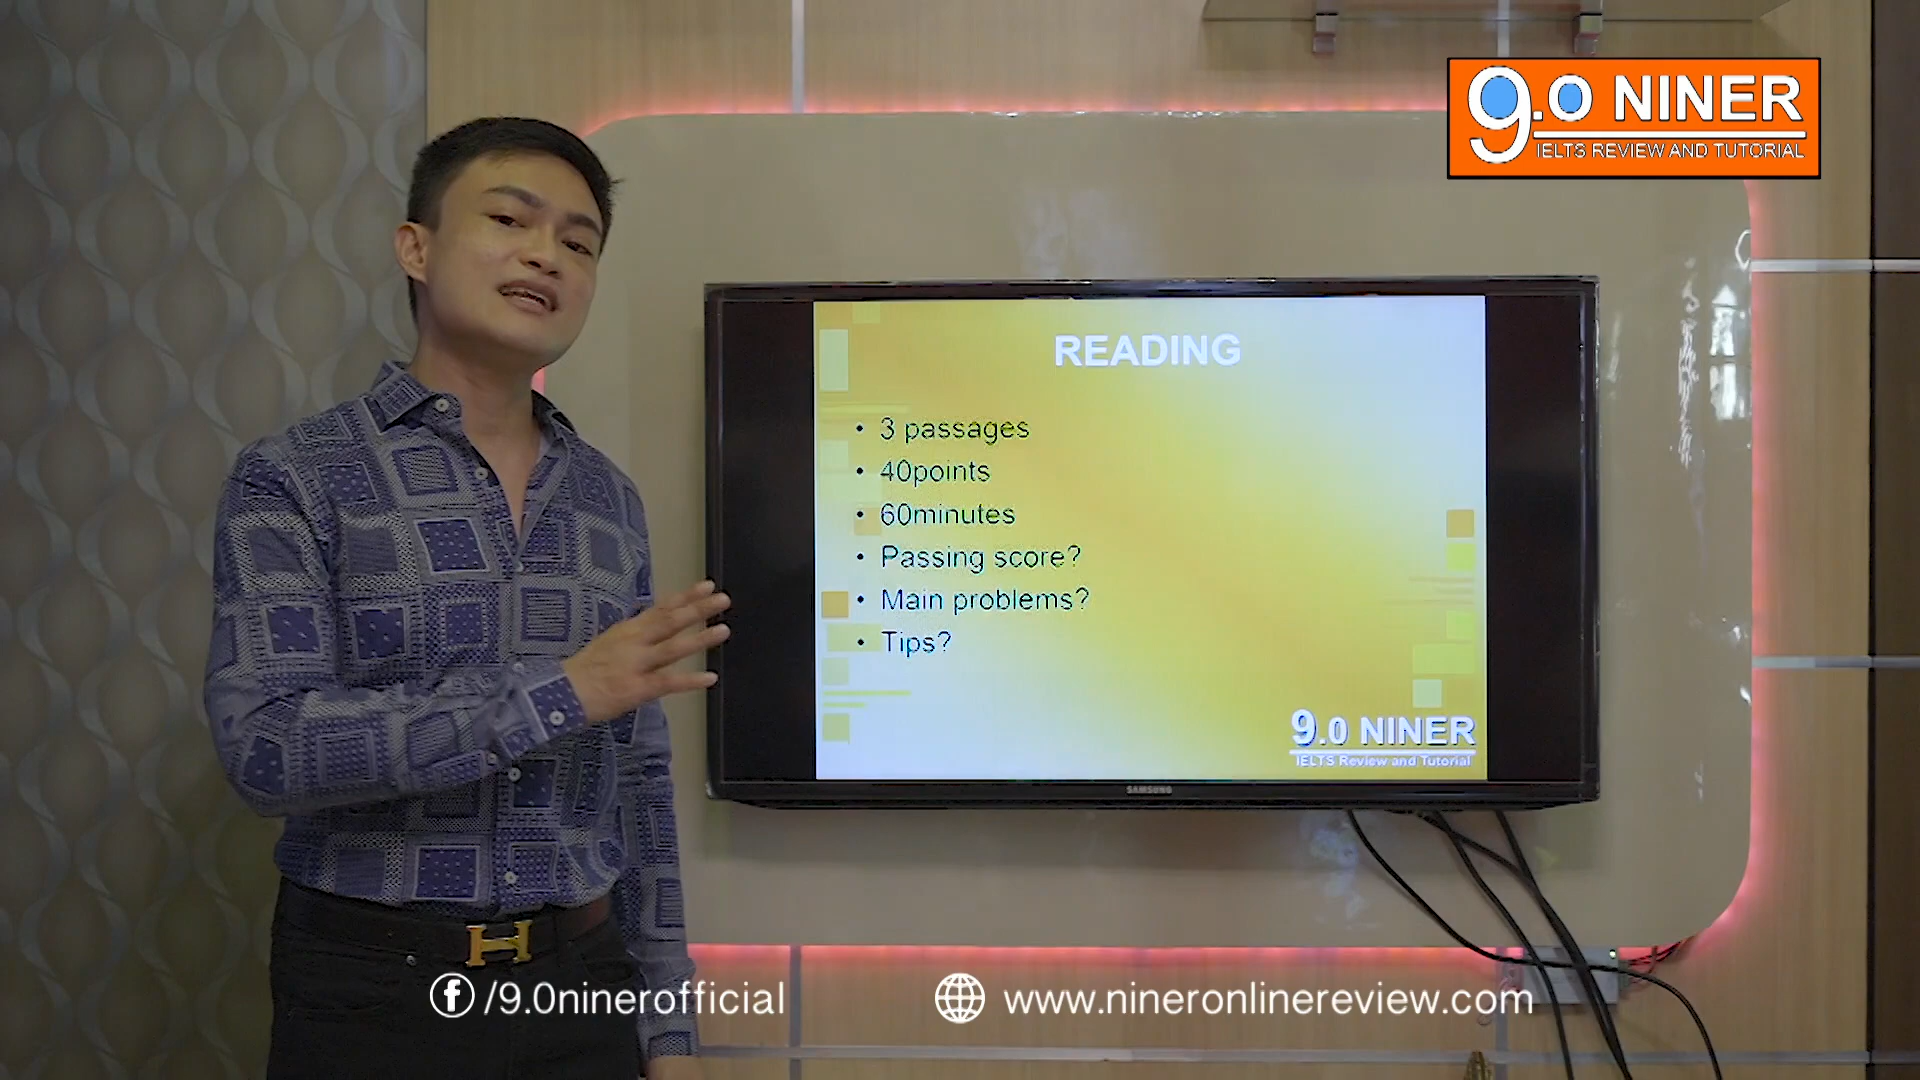 9.0 NINER
IELTS REVIEW AND TUTORIAL
READING
• 3 passages
• 40points
• 60minutes
• Passing score?
• Main problems?
• Tips?
9.0 NINER
IELTS Review and Tutorial
SAMSUNG
/9.0ninerofficial
www.nineronlinereview.com